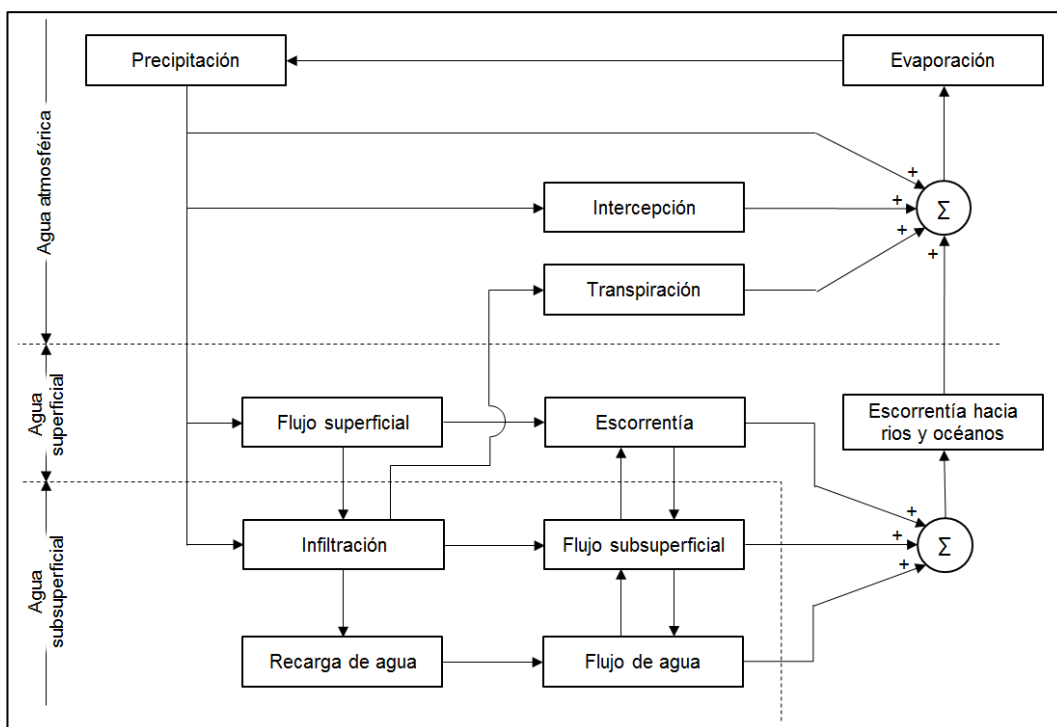 Precipitación
Evaporación
Agua atmosférica
+
Intercepción
+
Σ
+
+
Transpiración
Agua
superficial
Flujo superficial
Escorrentía
Escorrentía hacia
rios y océanos
Agua
subsuperficial
Infiltración
Flujo subsuperficial
+
+
+
Σ
Recarga de agua
Flujo de agua